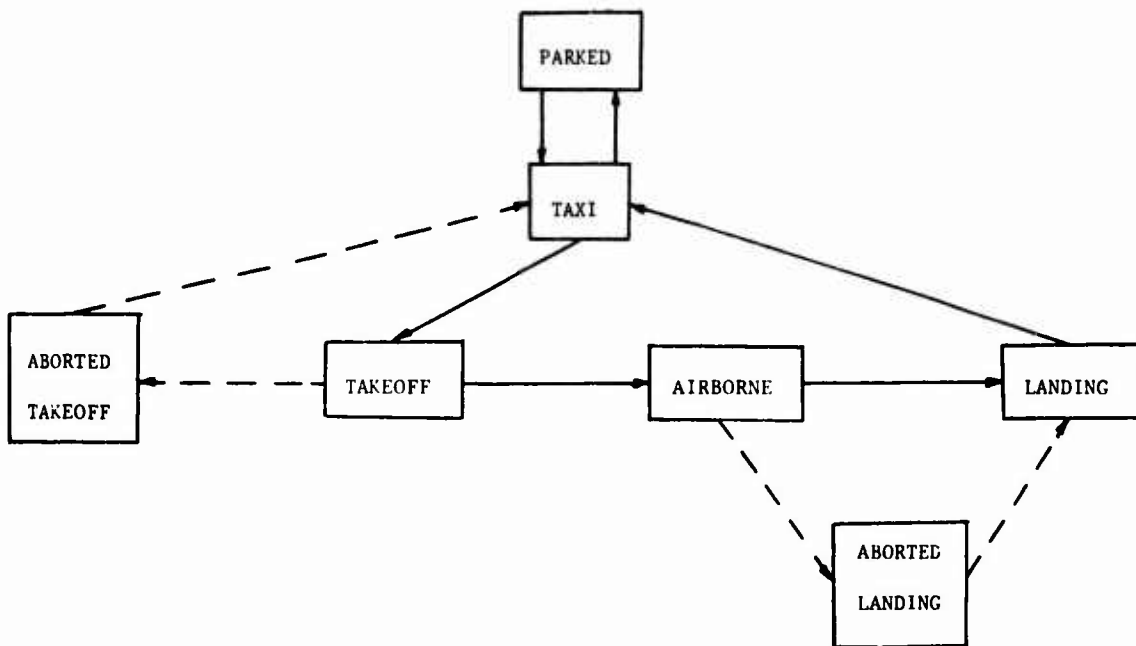 PARKED
TAXI
ABORTED
TAKEOFF
TAKEOFF
AIRBORNE
LANDING
ABORTED
LANDING